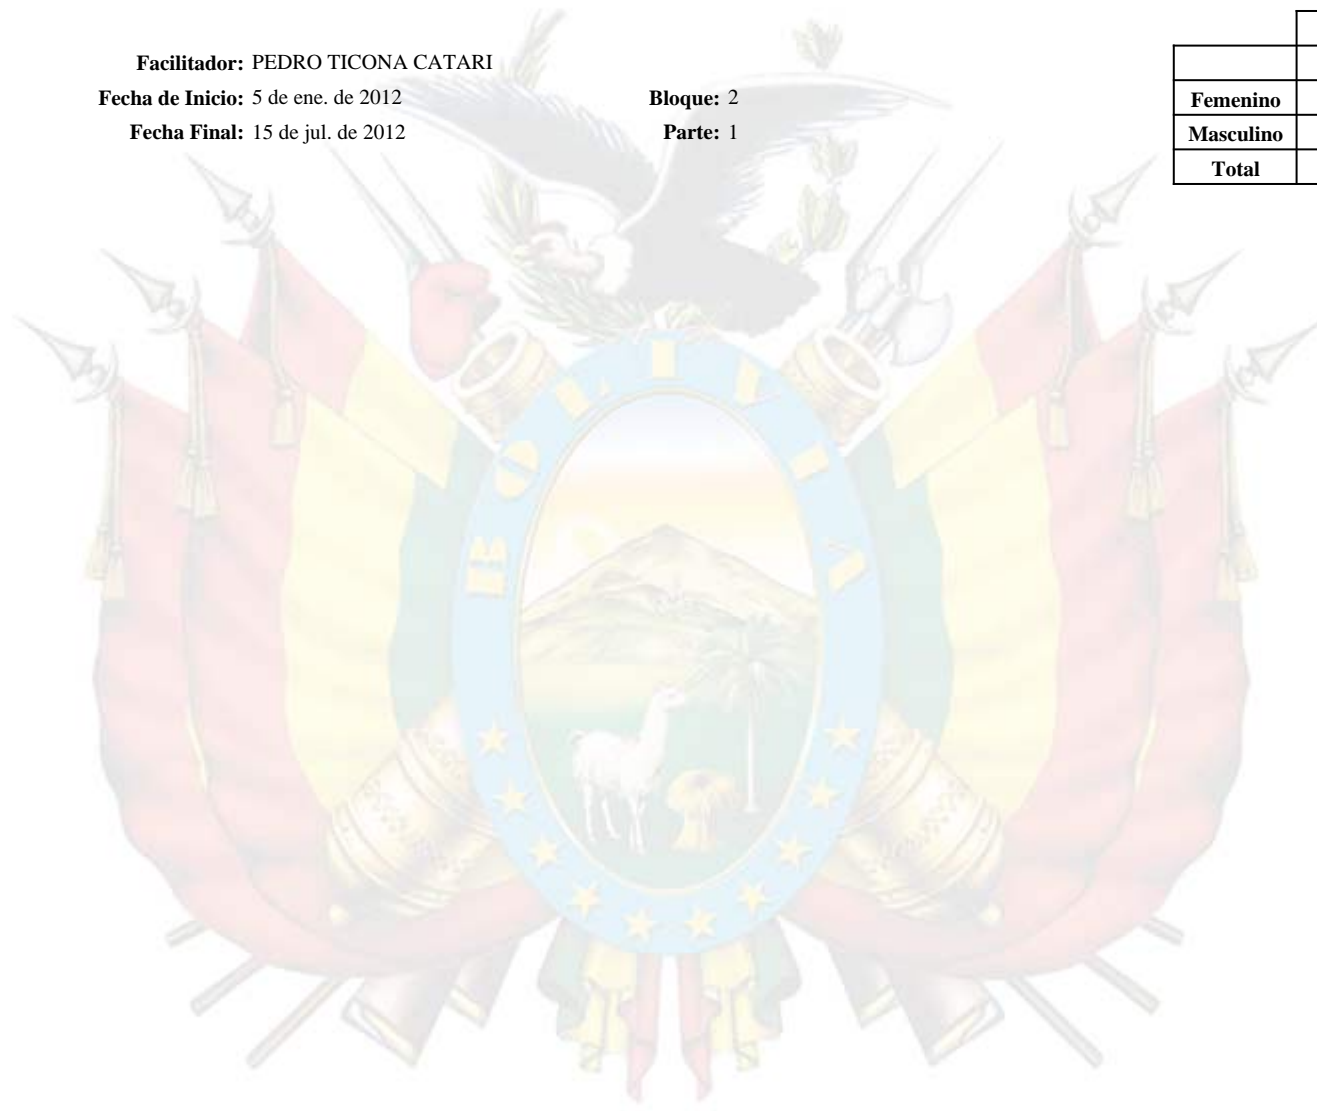 Facilitador: PEDRO TICONA CATARI
Fecha de Inicio: 5 de ene. de 2012 Bloque: 2
Fecha Final: 15 de jul. de 2012 Parte: 1
Femenino
Masculino
Total
BOLIVIA